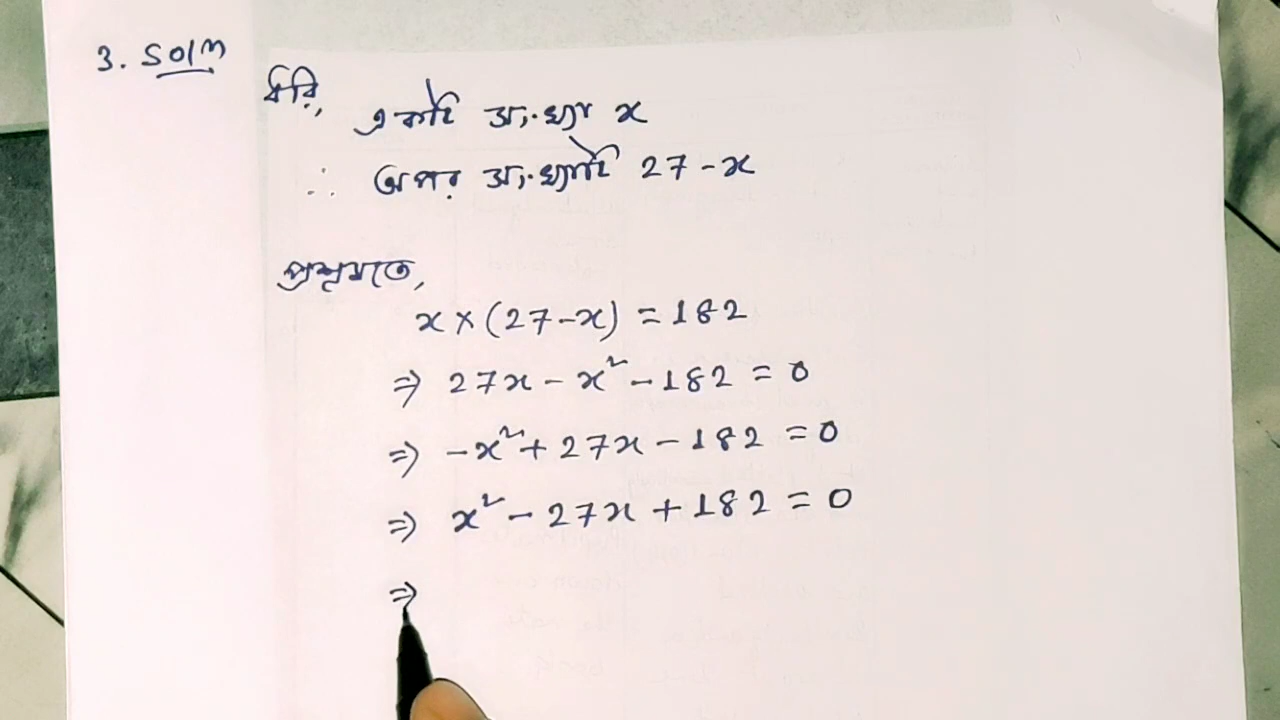 3. Soln
ধরি,
একটি সংখ্যা x
∴ অপর সংখ্যাটি 27-x
প্রশ্নমতে,
x×(27-x) = 182
⇒ 27x - x² - 182 = 0
⇒ -x² + 27x - 182 = 0
⇒ x² - 27x + 182 = 0
⇒